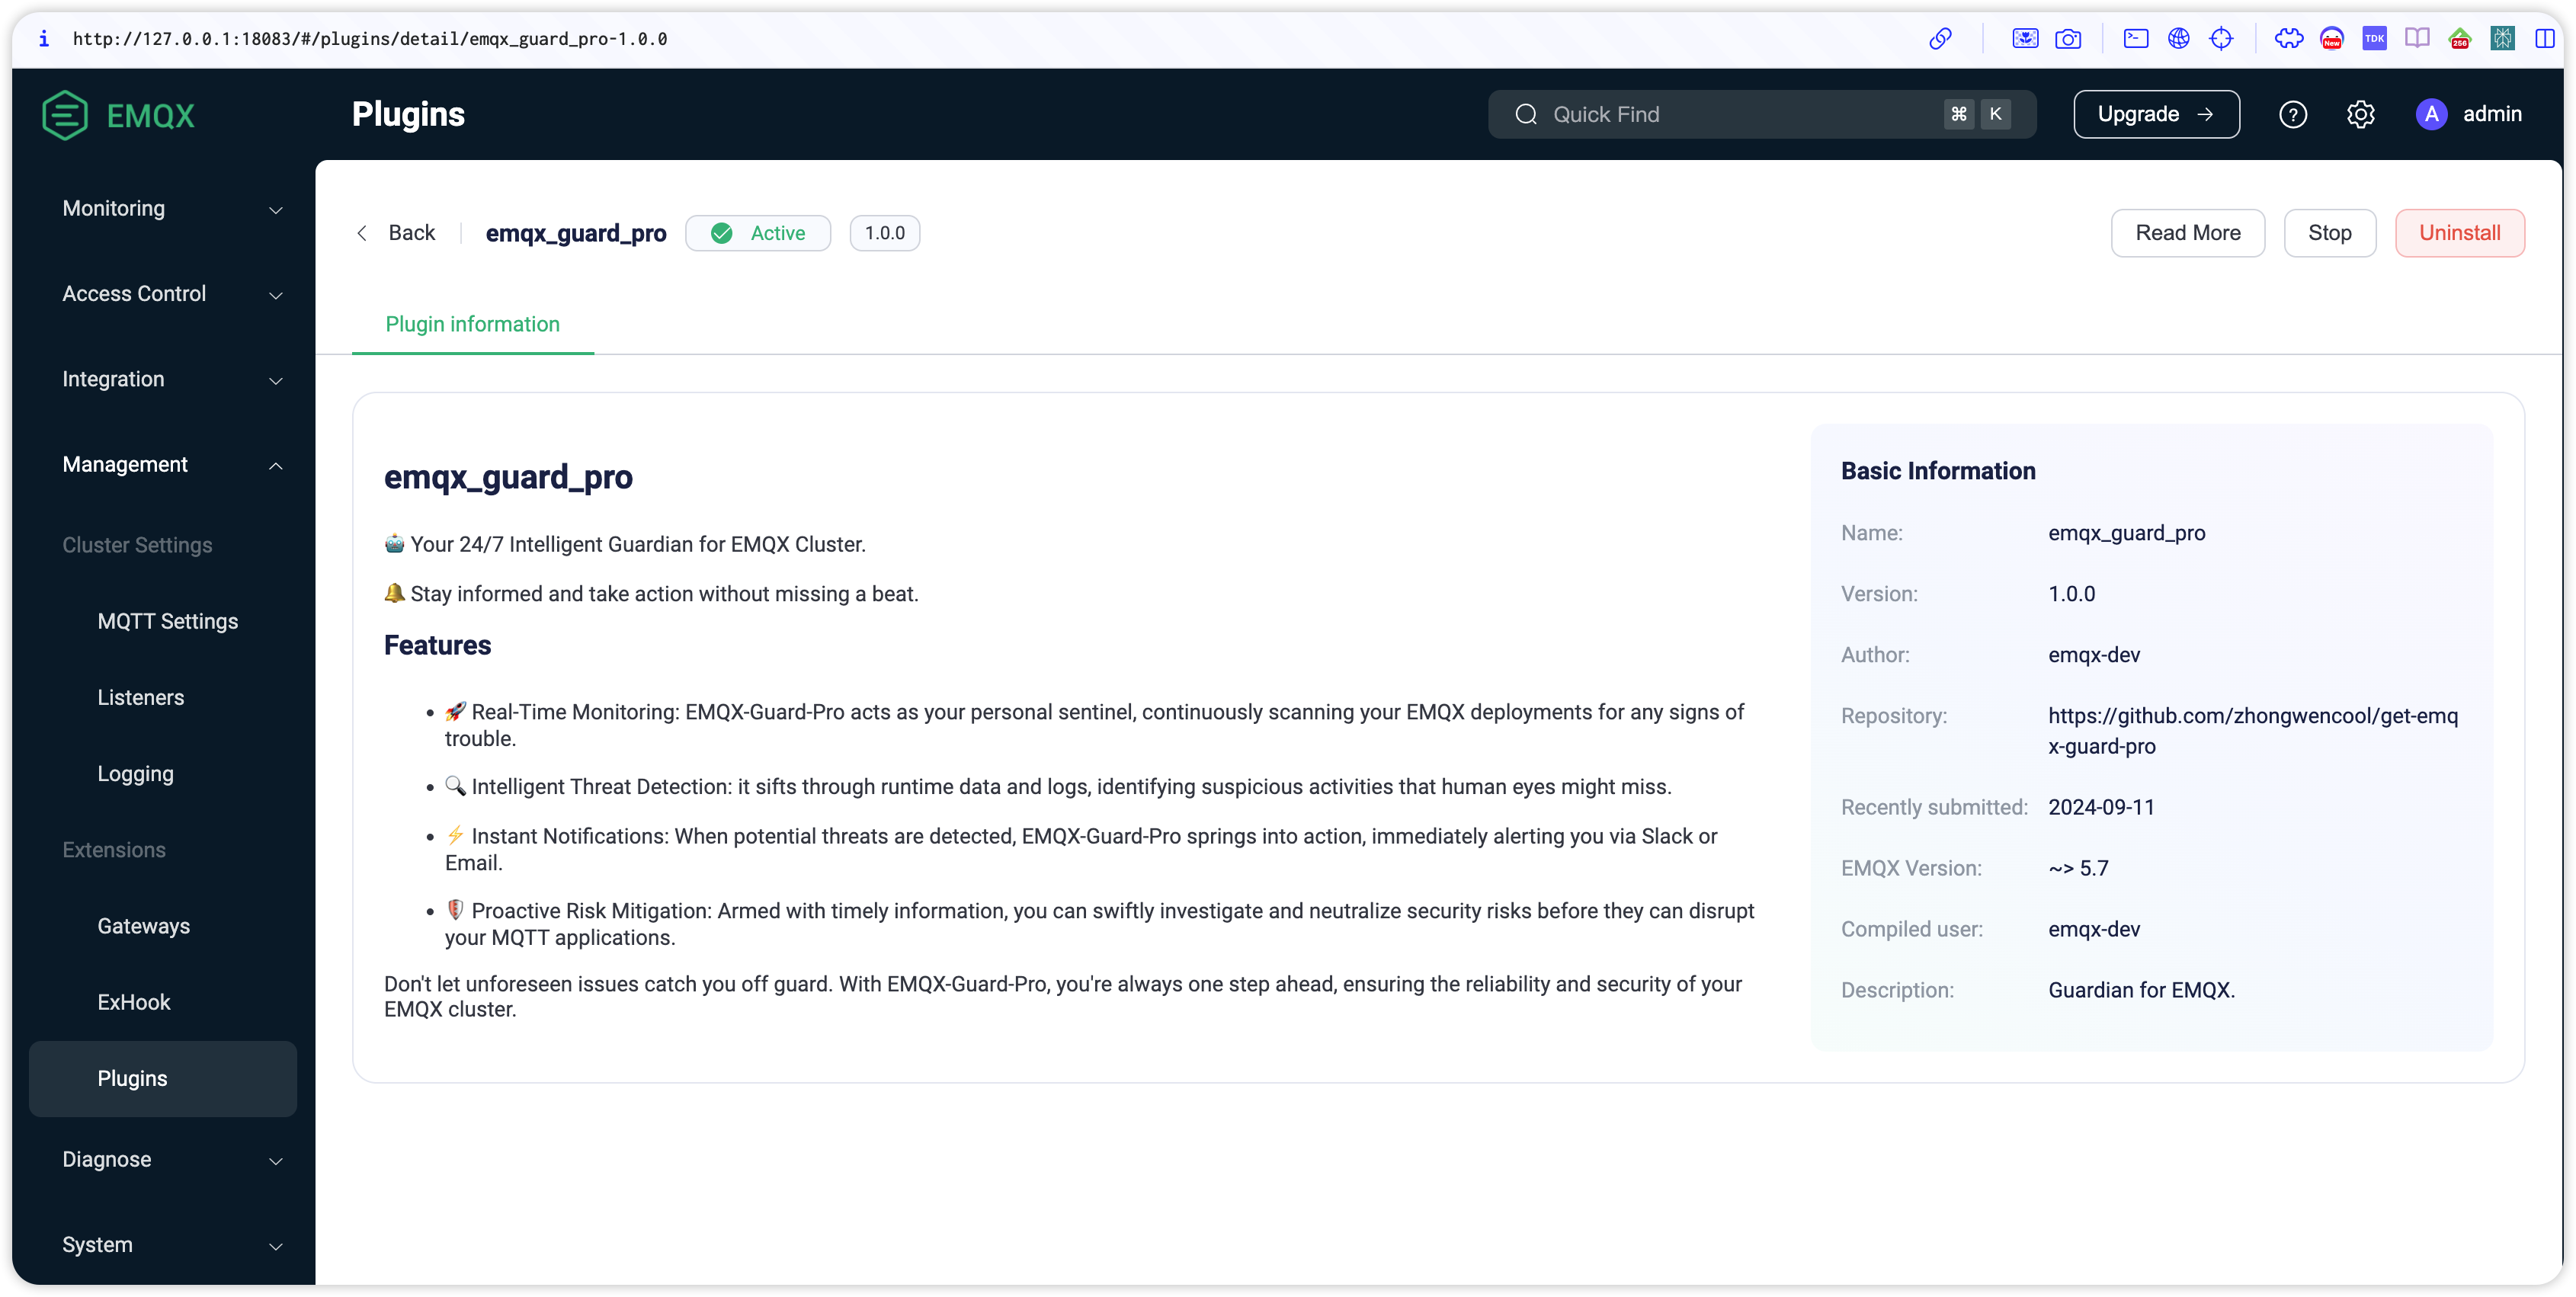 http://127.0.0.1:18083/#/plugins/detail/emqx_guard_pro-1.0.0
TDK
New
256
EMQX
Plugins
Quick Find
⌘ K
Upgrade →
?
A admin
Monitoring
Access Control
Integration
Management
Cluster Settings
MQTT Settings
Listeners
Logging
Extensions
Gateways
ExHook
Plugins
Diagnose
System
Back
emqx_guard_pro
Active
1.0.0
Read More
Stop
Uninstall
Plugin information
emqx_guard_pro
🤖 Your 24/7 Intelligent Guardian for EMQX Cluster.
🔔 Stay informed and take action without missing a beat.
Features
• 🚀 Real-Time Monitoring: EMQX-Guard-Pro acts as your personal sentinel, continuously scanning your EMQX deployments for any signs of
trouble.
• 🔍 Intelligent Threat Detection: it sifts through runtime data and logs, identifying suspicious activities that human eyes might miss.
• ⚡ Instant Notifications: When potential threats are detected, EMQX-Guard-Pro springs into action, immediately alerting you via Slack or
Email.
• 🛡️ Proactive Risk Mitigation: Armed with timely information, you can swiftly investigate and neutralize security risks before they can disrupt
your MQTT applications.
Don't let unforeseen issues catch you off guard. With EMQX-Guard-Pro, you're always one step ahead, ensuring the reliability and security of your
EMQX cluster.
Basic Information
Name: emqx_guard_pro
Version: 1.0.0
Author: emqx-dev
Repository: https://github.com/zhongwencool/get-emq
x-guard-pro
Recently submitted: 2024-09-11
EMQX Version: ~> 5.7
Compiled user: emqx-dev
Description: Guardian for EMQX.